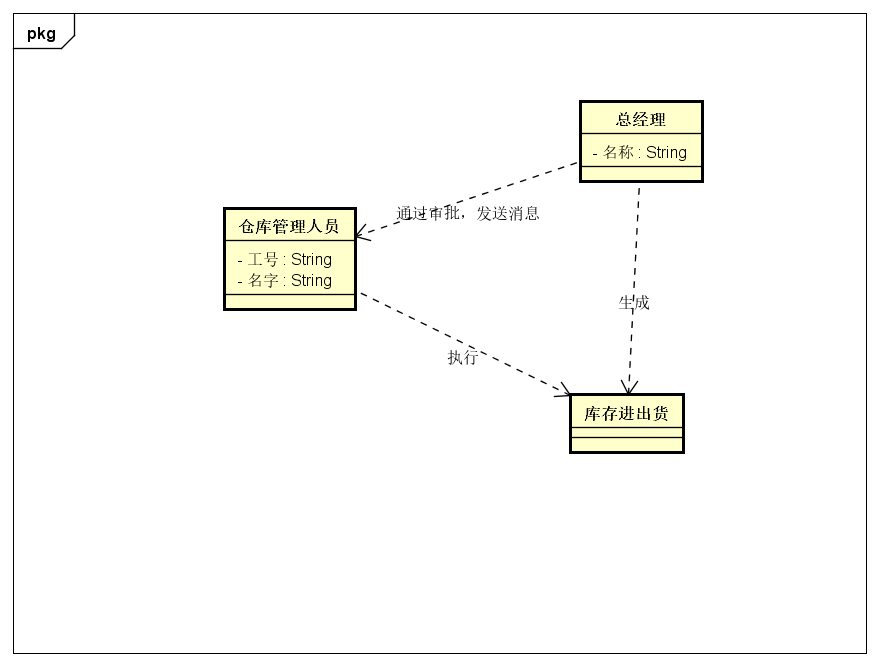 pkg
总经理
- 名称 : String
通过审批，发送消息
仓库管理人员
- 工号 : String
- 名字 : String
生成
执行
库存进出货